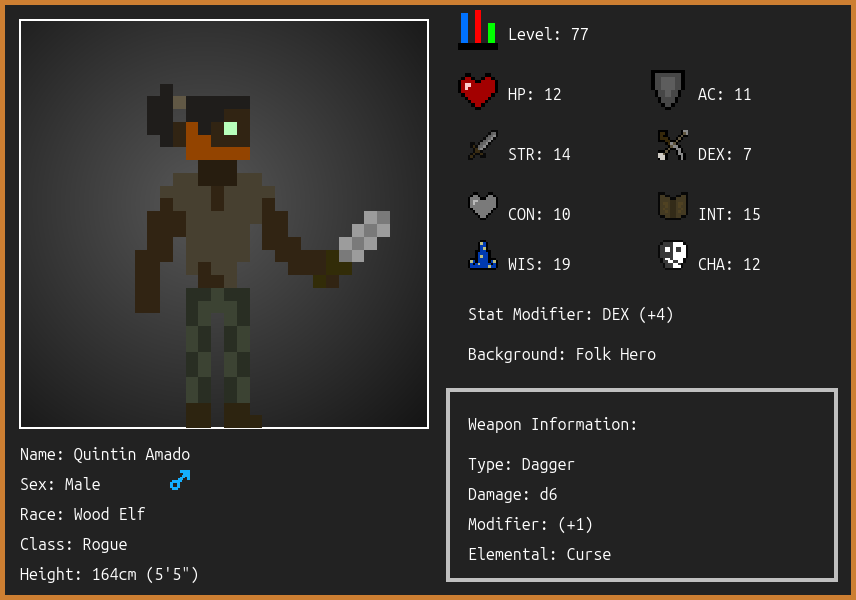 Level: 77
HP: 12
AC: 11
STR: 14
DEX: 7
CON: 10
INT: 15
WIS: 19
CHA: 12
Stat Modifier: DEX (+4)
Background: Folk Hero
Weapon Information:
Type: Dagger
Damage: d6
Modifier: (+1)
Elemental: Curse
Name: Quintin Amado
Sex: Male
Race: Wood Elf
Class: Rogue
Height: 164cm (5'5")